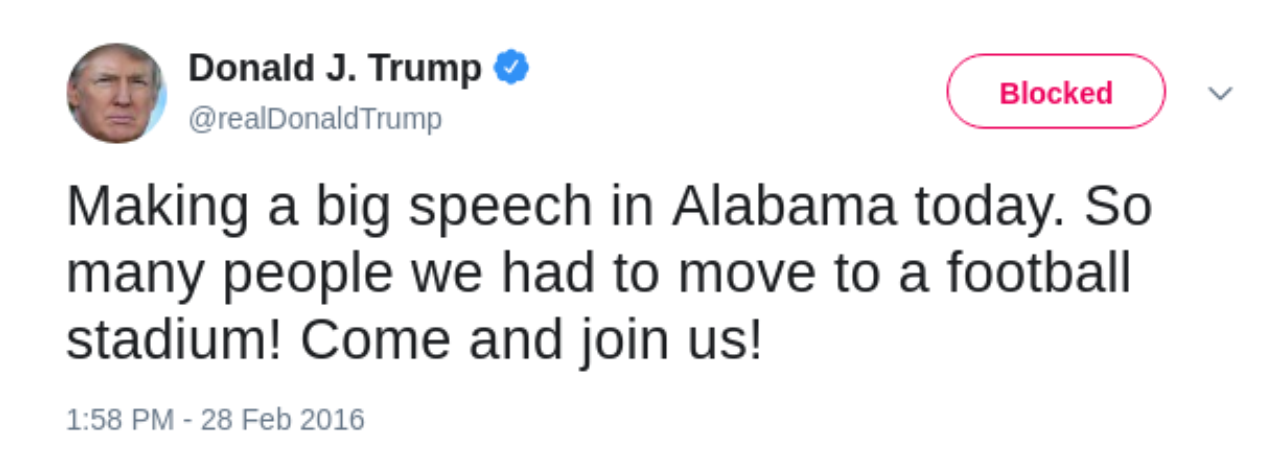 Donald J. Trump
@realDonaldTrump
Blocked
Making a big speech in Alabama today. So
many people we had to move to a football
stadium! Come and join us!
1:58 PM - 28 Feb 2016